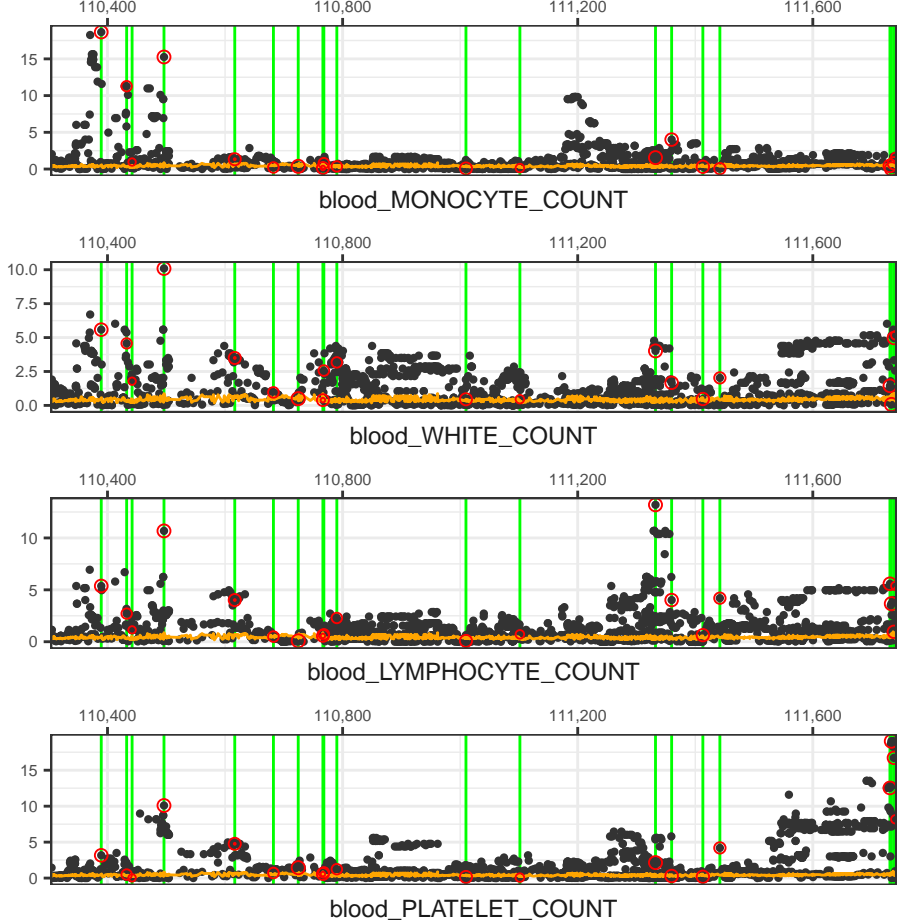 110,400 110,800 111,200 111,600
15
10
5
0
blood_MONOCYTE_COUNT
110,400 110,800 111,200 111,600
10.0
7.5
5.0
2.5
0.0
blood_WHITE_COUNT
110,400 110,800 111,200 111,600
10
5
0
blood_LYMPHOCYTE_COUNT
110,400 110,800 111,200 111,600
15
10
5
0
blood_PLATELET_COUNT